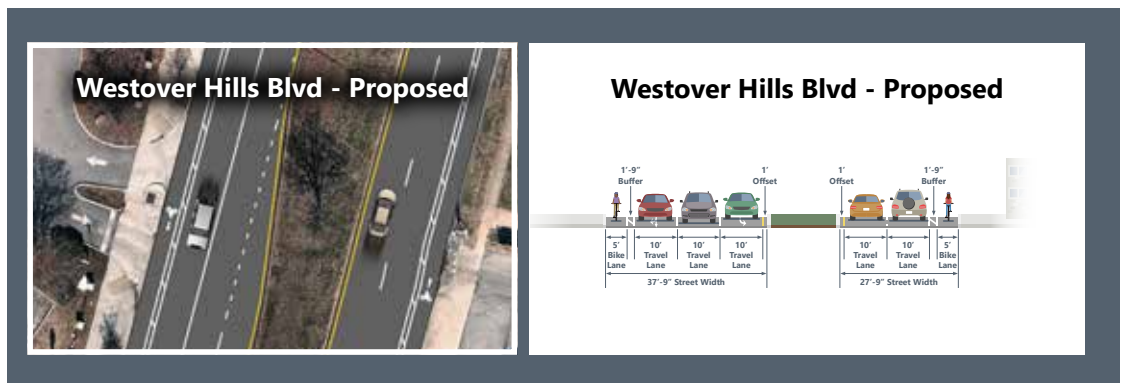 Westover Hills Blvd - Proposed
Westover Hills Blvd - Proposed
1'-9"
Buffer
1'
Offset
1'
Offset
1'-9"
Buffer
5'
Bike
Lane
10'
Travel
Lane
10'
Travel
Lane
10'
Travel
Lane
10'
Travel
Lane
10'
Travel
Lane
5'
Bike
Lane
37'-9" Street Width
27'-9" Street Width